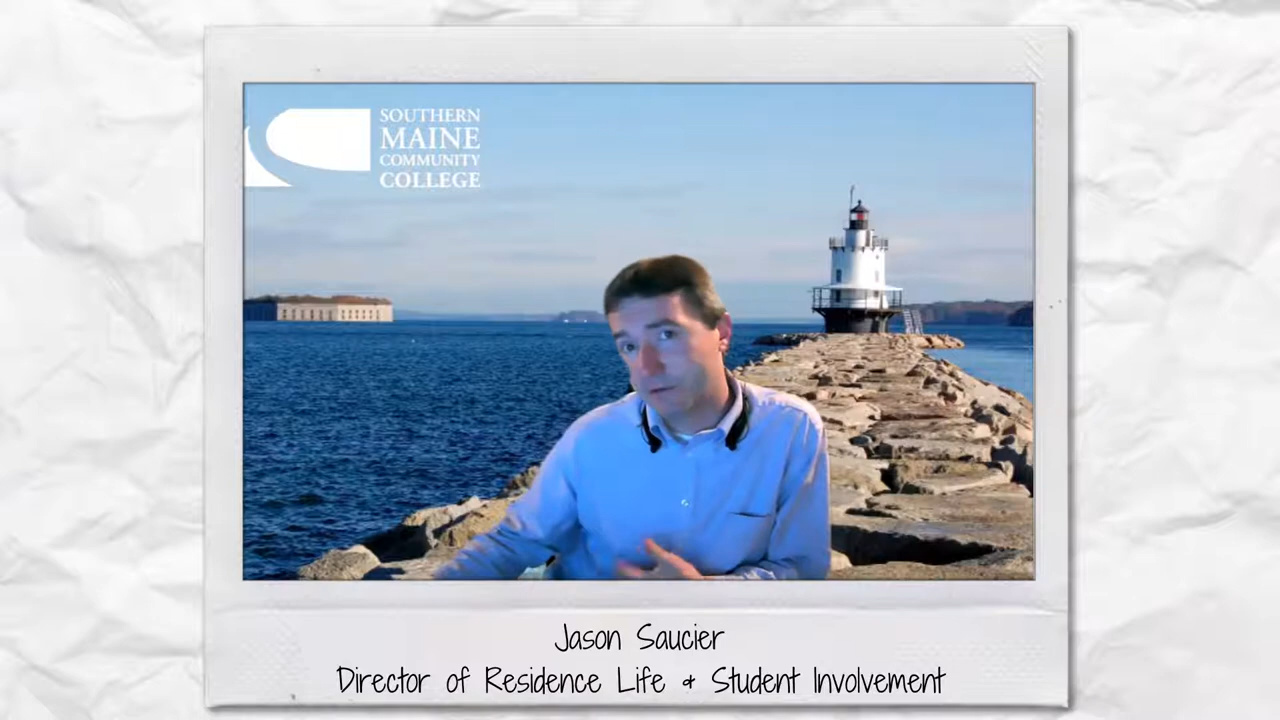 SOUTHERN
MAINE
COMMUNITY
COLLEGE
Jason Saucier
Director of Residence Life & Student Involvement